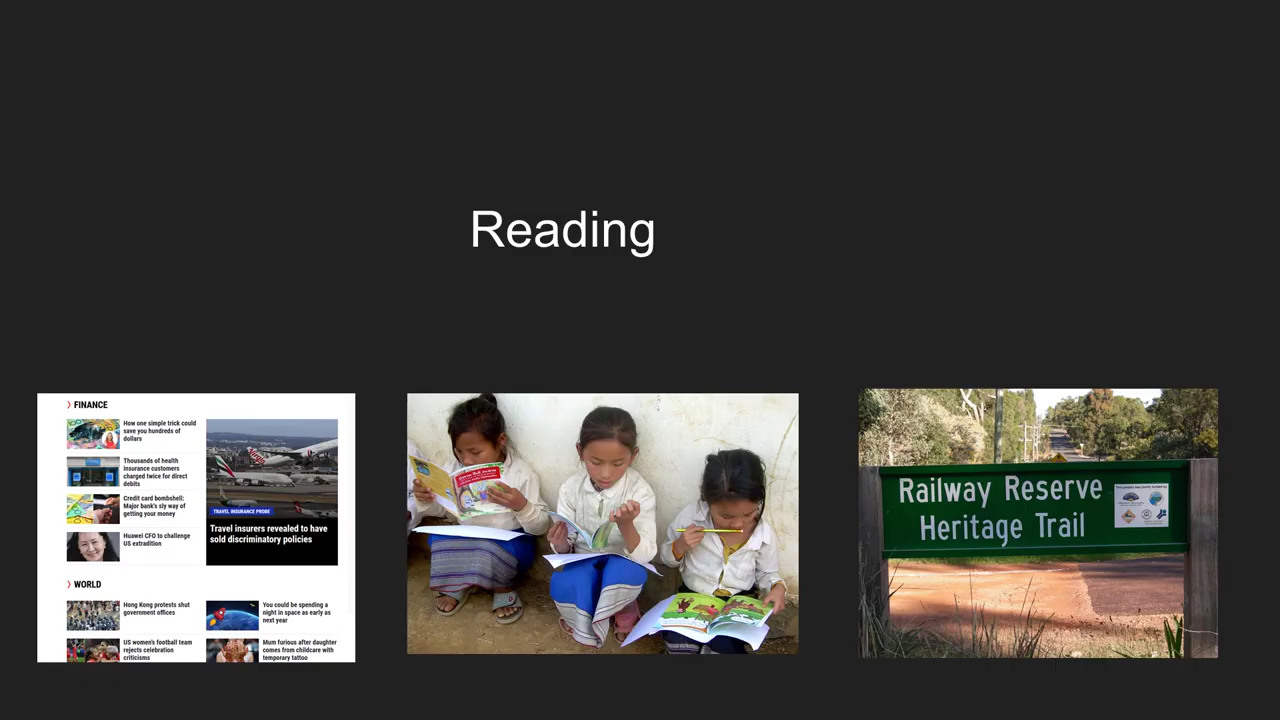 Reading
FINANCE
How one simple trick could
save you hundreds of
dollars
Thousands of health
insurance customers
charged twice for direct
debits
Credit card bombshell:
Major bank's sly way of
getting your money
Huawei CFO to challenge
US extradition
TRAVEL INSURANCE PROBE
Travel insurers revealed to have
sold discriminatory policies
WORLD
Hong Kong protests shut
government offices
You could be spending a
night in space as early as
next year
US women's football team
rejects celebration
criticisms
Mum furious after daughter
comes from childcare with
temporary tattoo
Railway Reserve
Heritage Trail